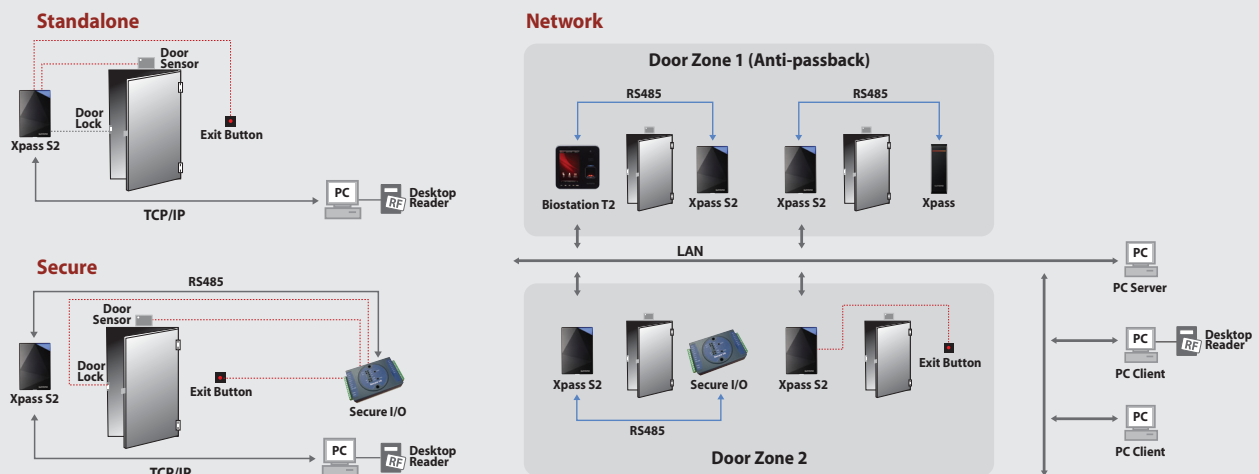 Standalone
Door
Sensor
Door
Lock
Xpass S2
Exit Button
TCP/IP
PC
RF
Desktop
Reader
Secure
RS485
Door
Sensor
Door
Lock
Xpass S2
Exit Button
Secure I/O
TCP/IP
PC
RF
Desktop
Reader
Network
Door Zone 1 (Anti-passback)
RS485
RS485
Biostation T2
Xpass S2
Xpass S2
Xpass
LAN
PC
PC Server
Xpass S2
Secure I/O
Xpass S2
Exit Button
RS485
Door Zone 2
PC
RF
Desktop
Reader
PC Client
PC
PC Client